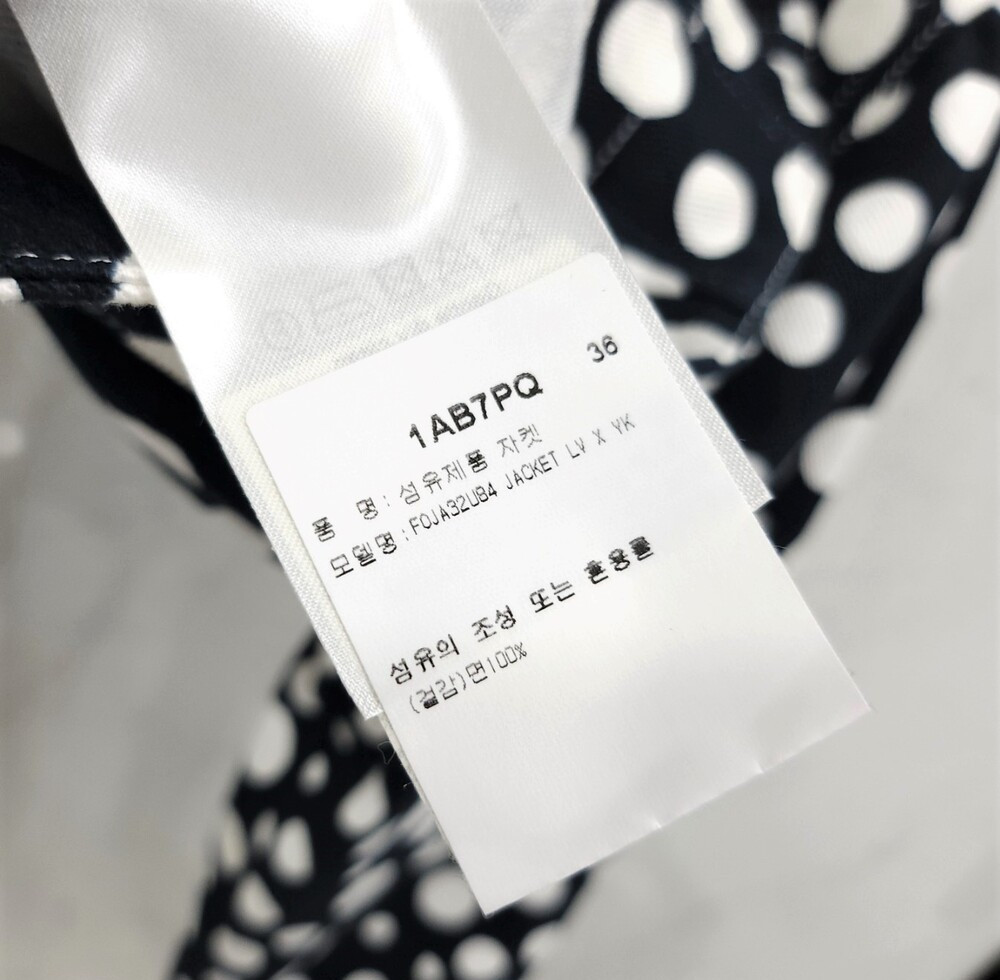 36
1AB7PQ
품 명: 섬유제품 자켓
모델명:FOJA32UB4 JACKET LV X YK
섬유의 조성 또는 혼용률
(겉감)면100%